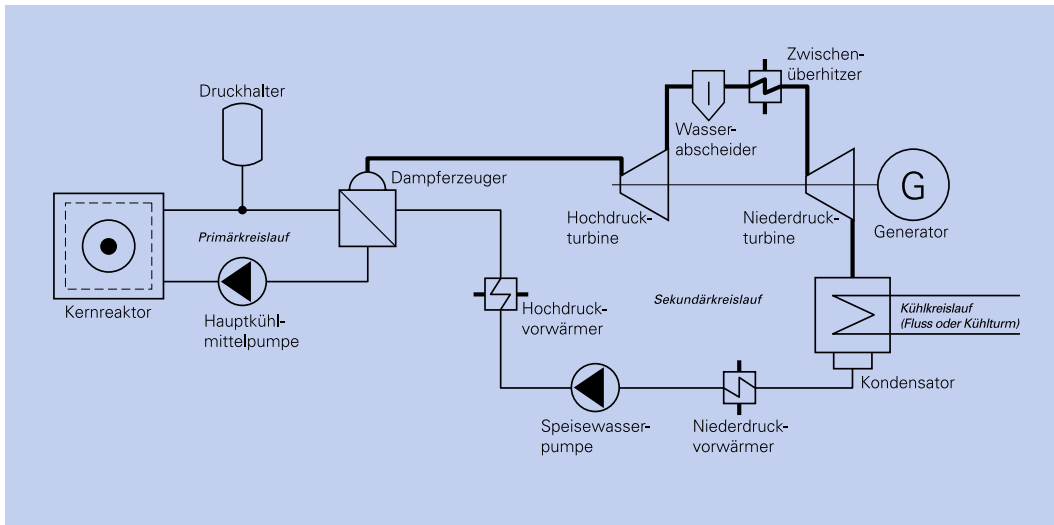 Zwischen-
überhitzer
Druckhalter
Wasser-
abscheider
Dampferzeuger
G
Hochdruck-
turbine
Niederdruck-
turbine
Generator
Primärkreislauf
Kernreaktor
Hauptkühl-
mittelpumpe
Hochdruck-
vorwärmer
Sekundärkreislauf
Kühlkreislauf
(Fluss oder Kühlturm)
Kondensator
Speisewasser-
pumpe
Niederdruck-
vorwärmer